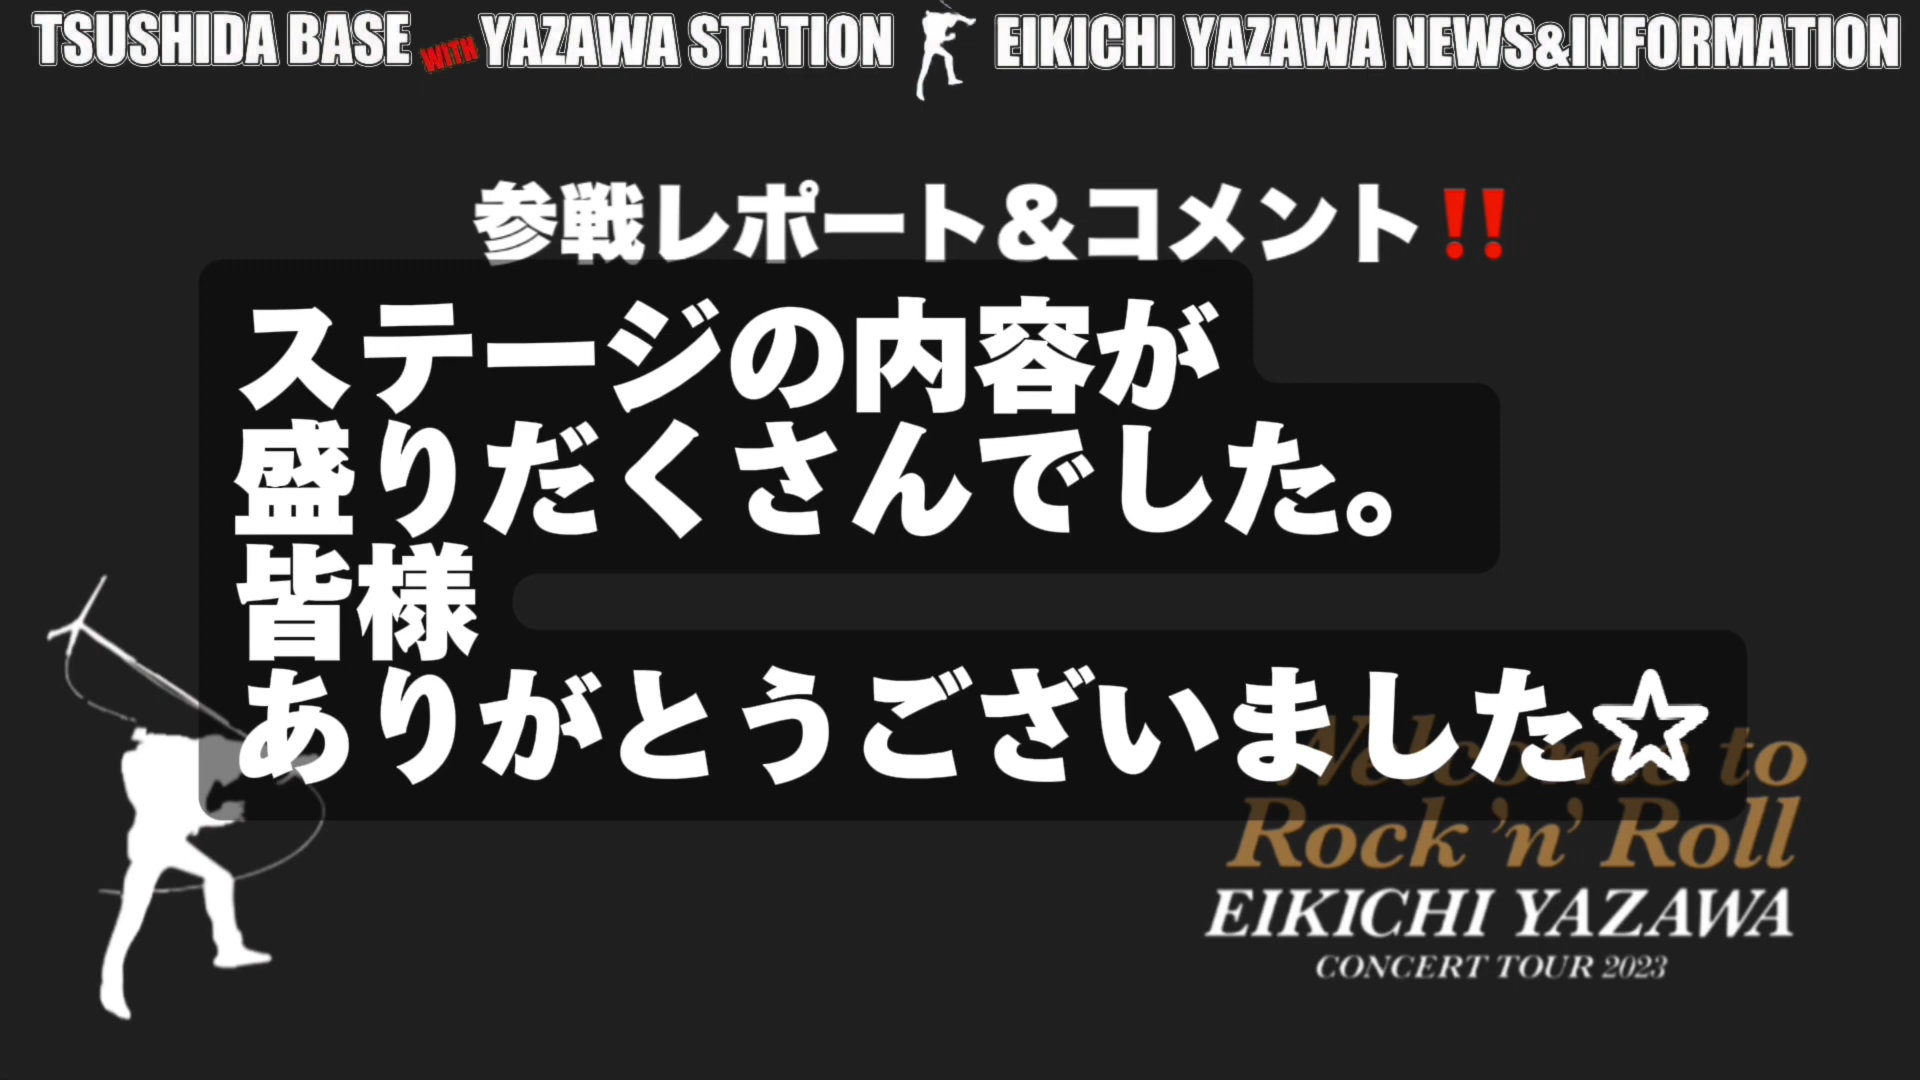 TSUSHIDA BASE WITH YAZAWA STATION EIKICHI YAZAWA NEWS&INFORMATION
参戦レポート&コメント‼
ステージの内容が
盛りだくさんでした。
皆様
ありがとうございました☆
Welcome to
Rock 'n' Roll
EIKICHI YAZAWA
CONCERT TOUR 2023